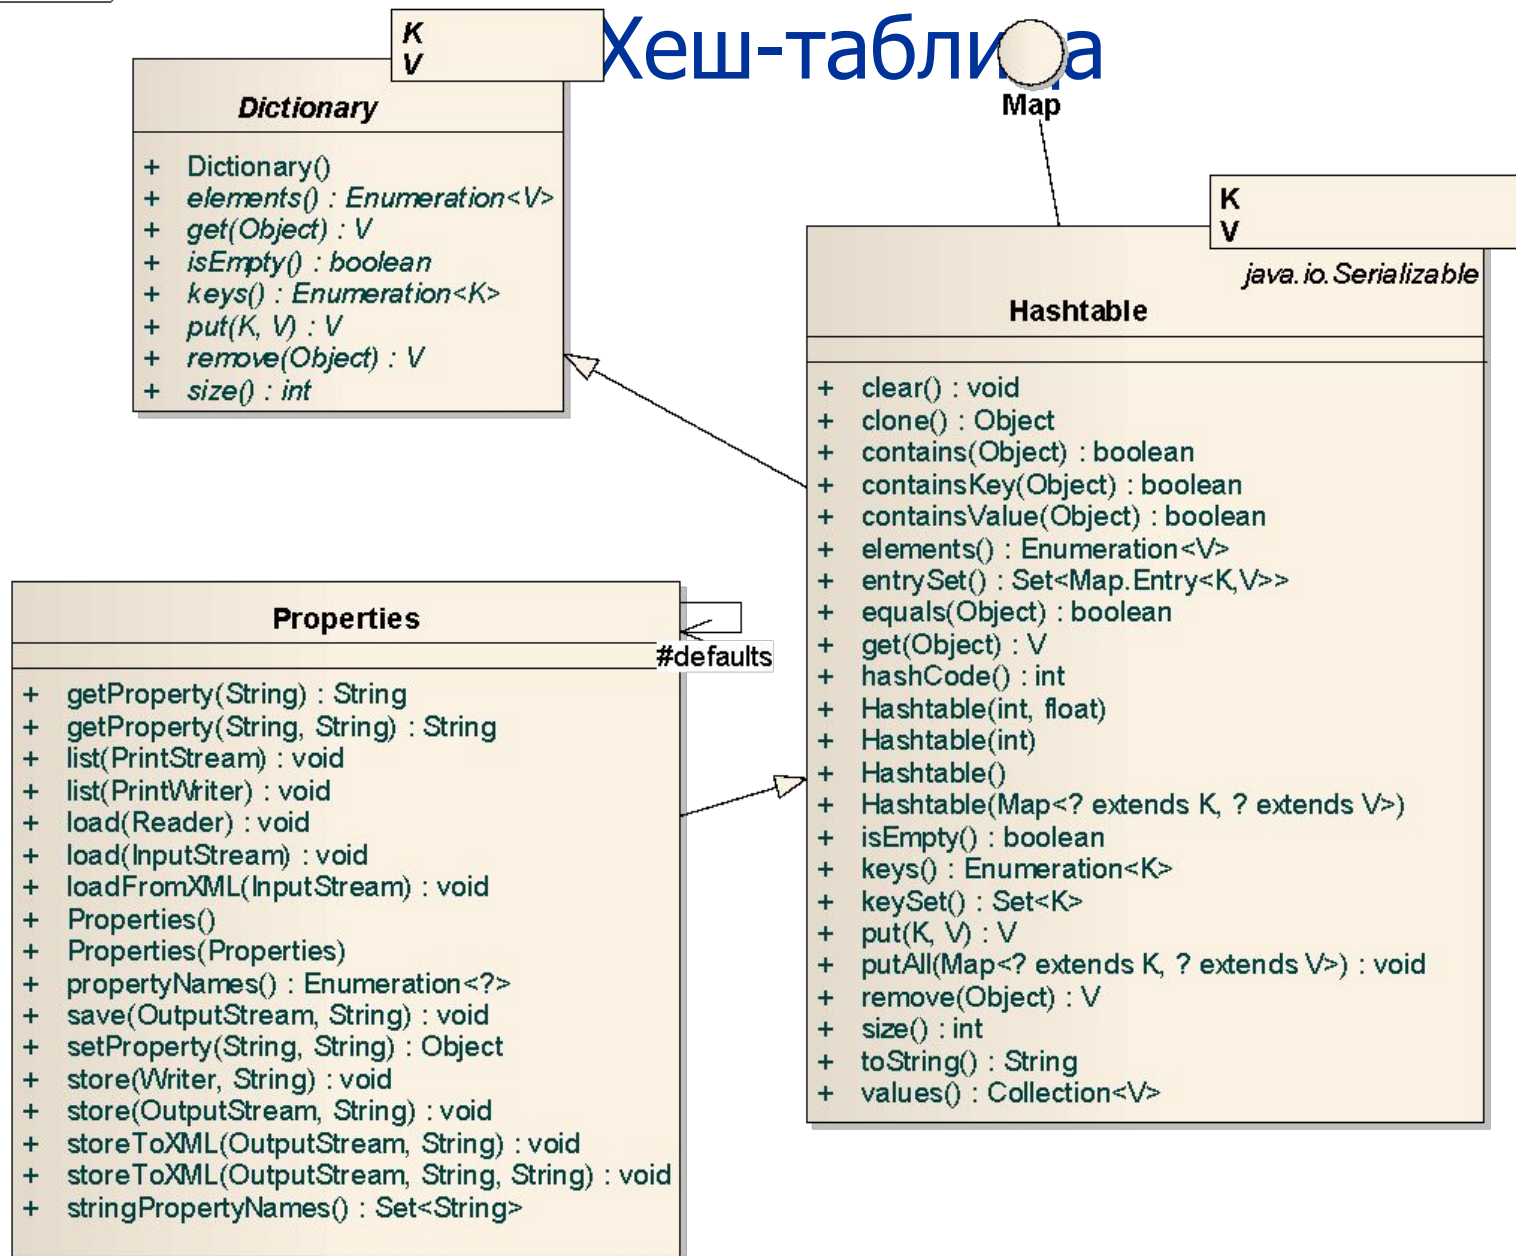 Хеш-таблица
K
V
Dictionary
+ Dictionary()
+ elements() : Enumeration<V>
+ get(Object) : V
+ isEmpty() : boolean
+ keys() : Enumeration<K>
+ put(K, V) : V
+ remove(Object) : V
+ size() : int
Map
K
V
java.io.Serializable
Hashtable
+ clear() : void
+ clone() : Object
+ contains(Object) : boolean
+ containsKey(Object) : boolean
+ containsValue(Object) : boolean
+ elements() : Enumeration<V>
+ entrySet() : Set<Map.Entry<K,V>>
+ equals(Object) : boolean
+ get(Object) : V
+ hashCode() : int
+ Hashtable(int, float)
+ Hashtable(int)
+ Hashtable()
+ Hashtable(Map<? extends K, ? extends V>)
+ isEmpty() : boolean
+ keys() : Enumeration<K>
+ keySet() : Set<K>
+ put(K, V) : V
+ putAll(Map<? extends K, ? extends V>) : void
+ remove(Object) : V
+ size() : int
+ toString() : String
+ values() : Collection<V>
Properties
#defaults
+ getProperty(String) : String
+ getProperty(String, String) : String
+ list(PrintStream) : void
+ list(PrintWriter) : void
+ load(Reader) : void
+ load(InputStream) : void
+ loadFromXML(InputStream) : void
+ Properties()
+ Properties(Properties)
+ propertyNames() : Enumeration<?>
+ save(OutputStream, String) : void
+ setProperty(String, String) : Object
+ store(Writer, String) : void
+ store(OutputStream, String) : void
+ storeToXML(OutputStream, String) : void
+ storeToXML(OutputStream, String, String) : void
+ stringPropertyNames() : Set<String>